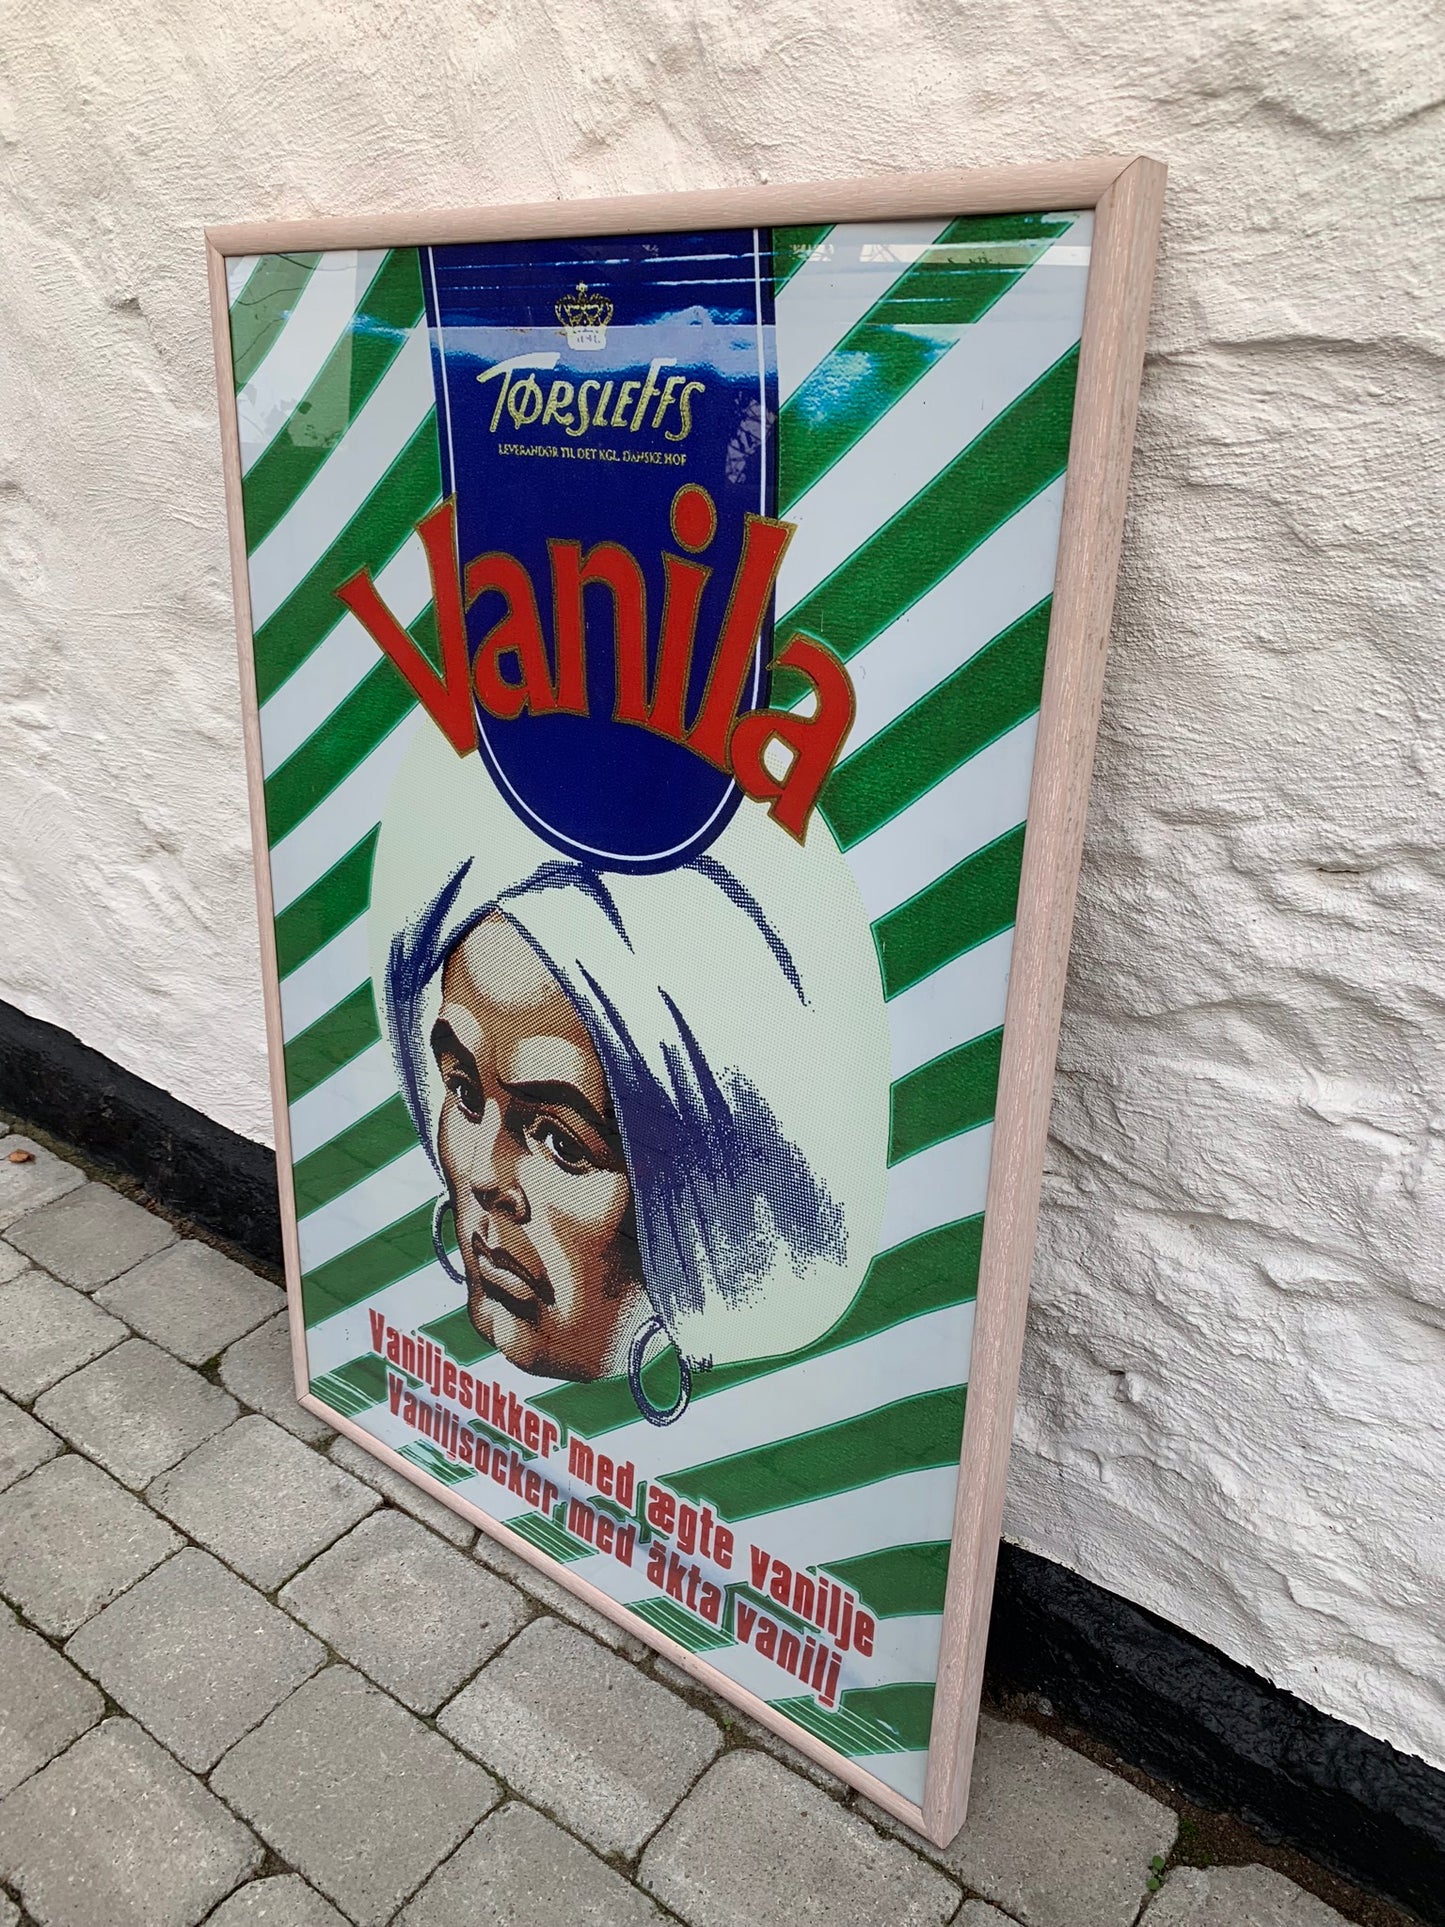 TØRSLEFFS
LEVERANDØR TIL DET KGL. DANSKE HOF
Vanila
Vaniljesukker med ægte vanilje
Vaniljsocker med äkta vanilj